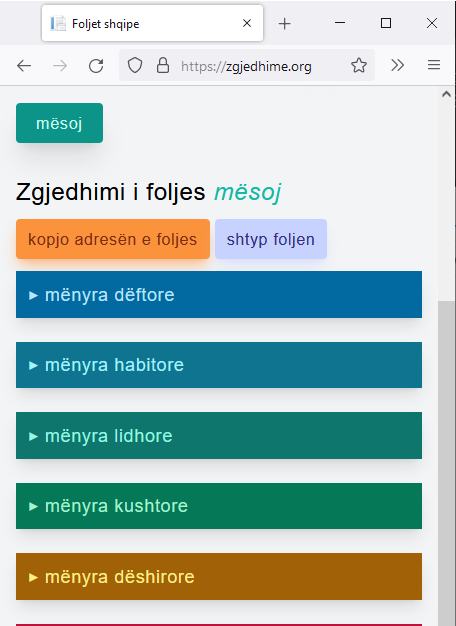 Foljet shqipe
https://zgjedhime.org
mësoj
Zgjedhimi i foljes mësoj
kopjo adresën e foljes shtyp foljen
▸ mënyra dëftore
▸ mënyra habitore
▸ mënyra lidhore
▸ mënyra kushtore
▸ mënyra dëshirore